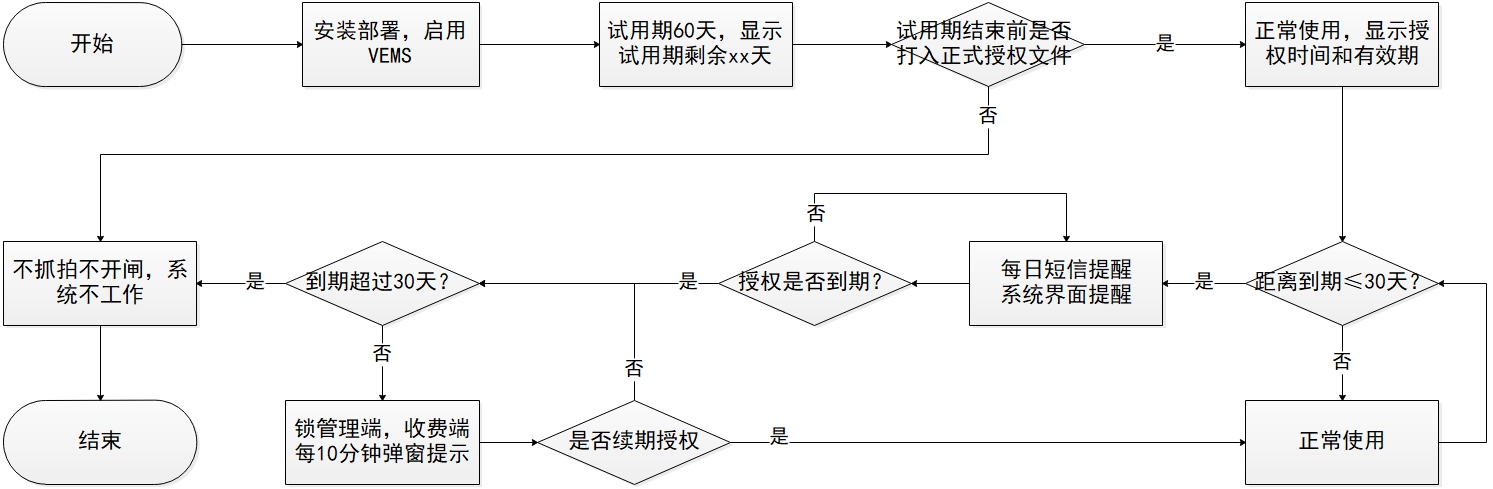 开始
安装部署，启用
VEMS
试用期60天，显示
试用期剩余xx天
试用期结束前是否
打入正式授权文件
是
正常使用，显示授
权时间和有效期
否
不抓拍不开闸，系
统不工作
是
到期超过30天？
是
授权是否到期？
否
每日短信提醒
系统界面提醒
是
距离到期≤30天？
否
否
否
结束
锁管理端，收费端
每10分钟弹窗提示
是否续期授权
是
正常使用